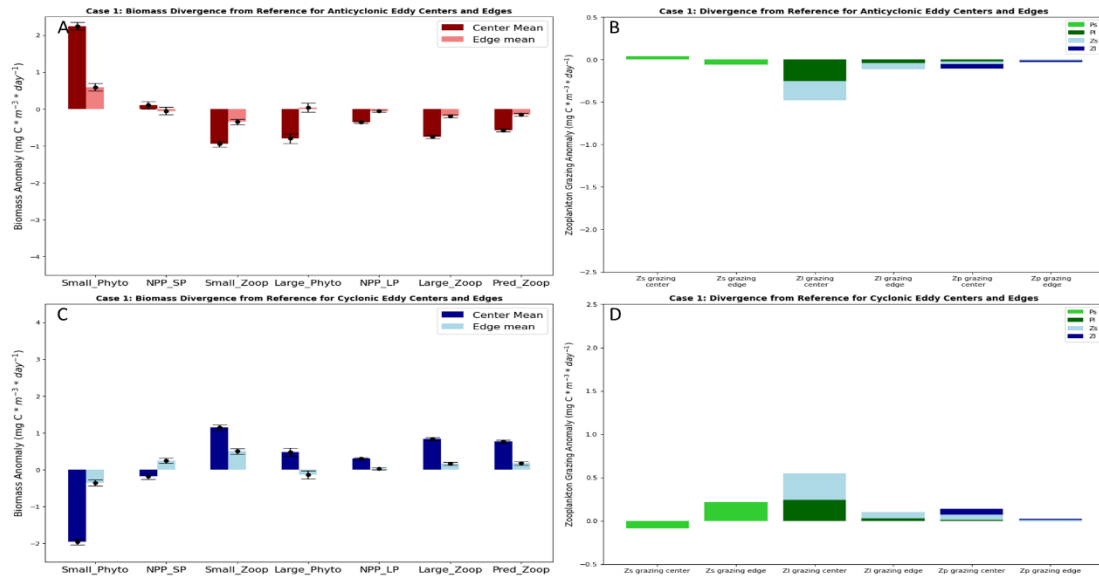 Case 1: Biomass Divergence from Reference for Anticyclonic Eddy Centers and Edges
A
Center Mean
Edge mean
Biomass Anomaly (mg C * m⁻³ * day⁻¹)
2
1
0
−1
−2
−3
−4
Small_Phyto NPP_SP Small_Zoop Large_Phyto NPP_LP Large_Zoop Pred_Zoop
Case 1: Divergence from Reference for Anticyclonic Eddy Centers and Edges
B
Ps
Pl
Zs
Zl
Zooplankton Grazing Anomaly (mg C * m⁻³ * day⁻¹)
0.5
0.0
−0.5
−1.0
−1.5
−2.0
−2.5
Zs grazing Zs grazing Zl grazing Zl grazing Zp grazing Zp grazing
center edge center edge center edge
Case 1: Biomass Divergence from Reference for Cyclonic Eddy Centers and Edges
C
Center Mean
Edge mean
Biomass Anomaly (mg C * m⁻³ * day⁻¹)
4
3
2
1
0
−1
−2
Small_Phyto NPP_SP Small_Zoop Large_Phyto NPP_LP Large_Zoop Pred_Zoop
Case 1: Divergence from Reference for Cyclonic Eddy Centers and Edges
D
Ps
Pl
Zs
Zl
Zooplankton Grazing Anomaly (mg C * m⁻³ * day⁻¹)
2.5
2.0
1.5
1.0
0.5
0.0
Zs grazing center Zs grazing edge Zl grazing center Zl grazing edge Zp grazing center Zp grazing edge